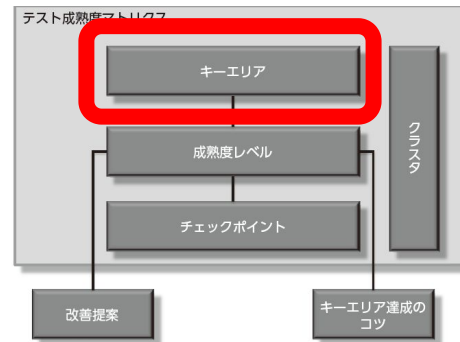 テスト成熟度マトリクス
キーエリア
成熟度レベル
チェックポイント
クラスタ
改善提案
キーエリア達成の
コツ